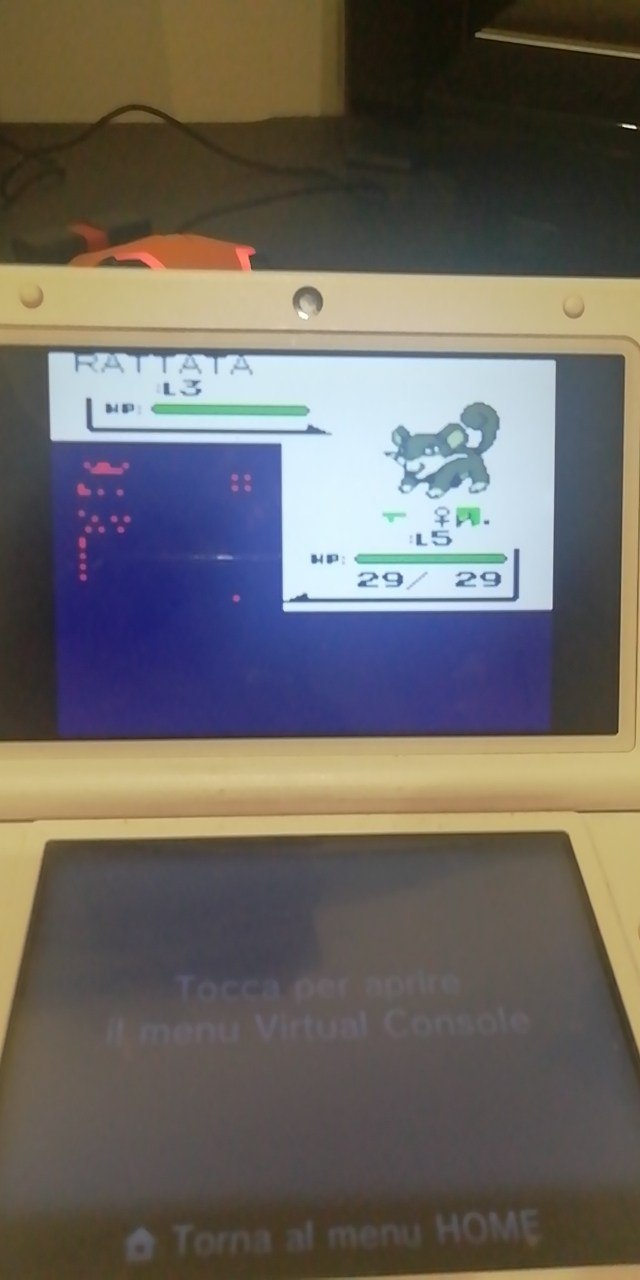 RATTATA
:L3
HP:
:L5
HP:
29/ 29
Tocca per aprire
il menu Virtual Console
Torna al menu HOME